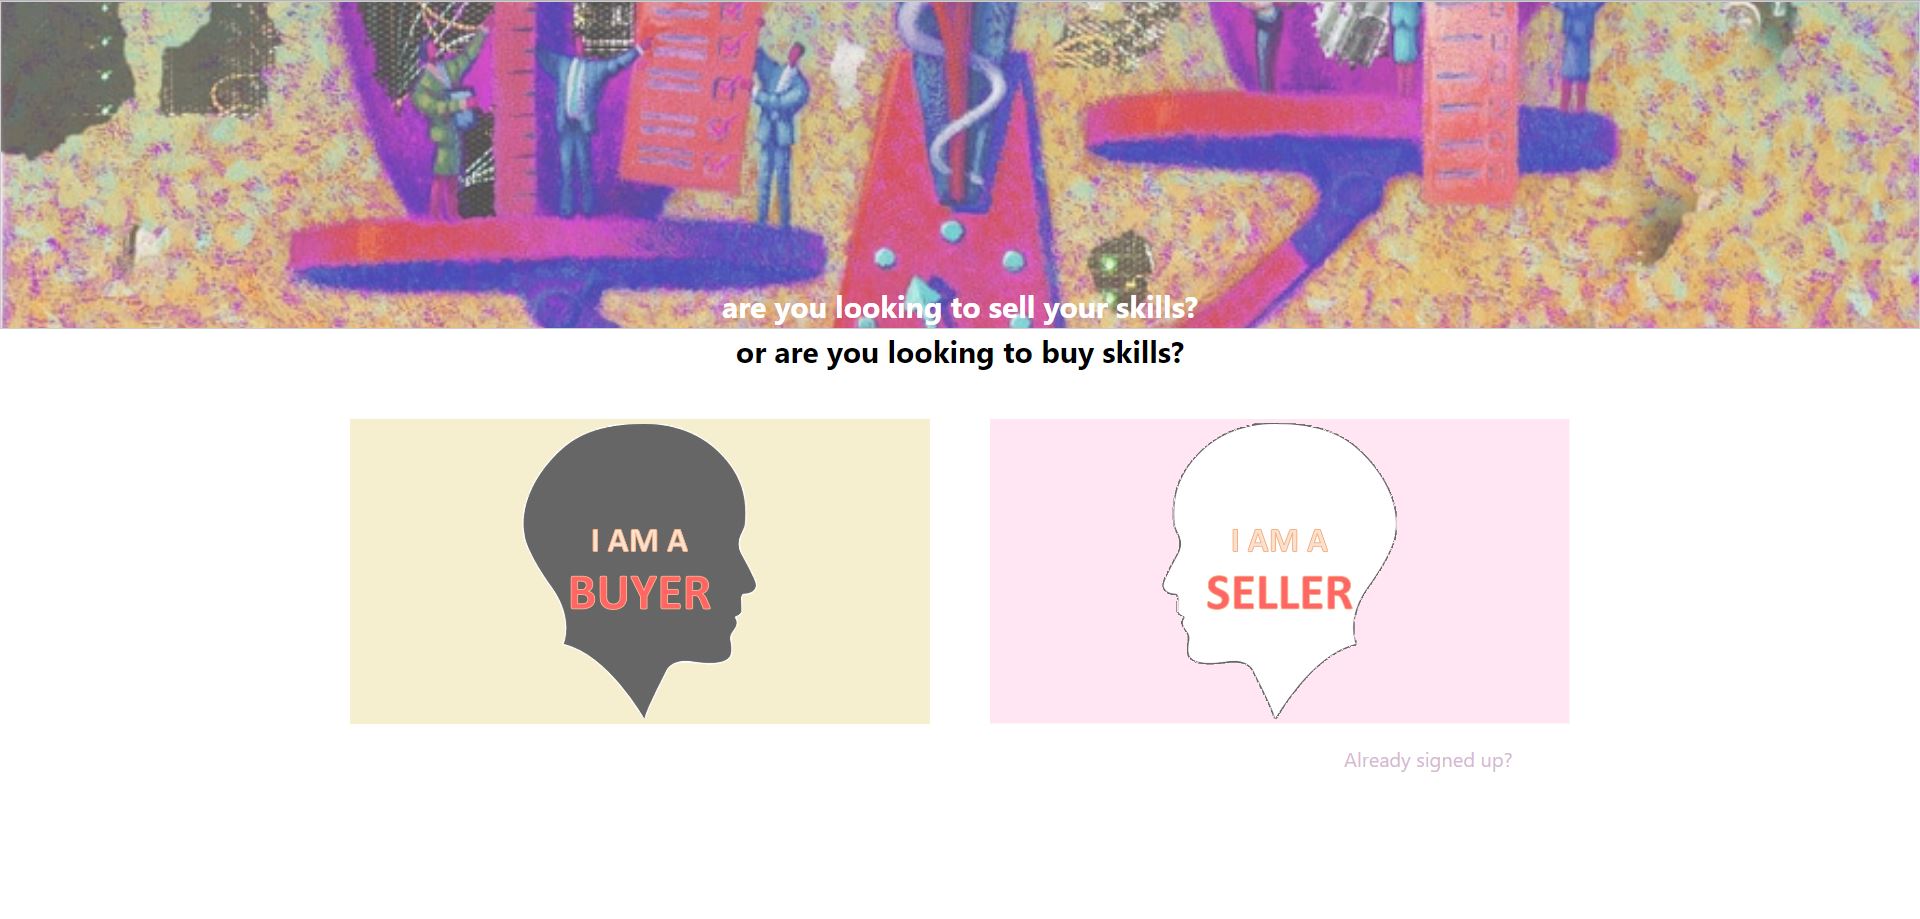 are you looking to sell your skills?
or are you looking to buy skills?
I AM A
BUYER
I AM A
SELLER
Already signed up?